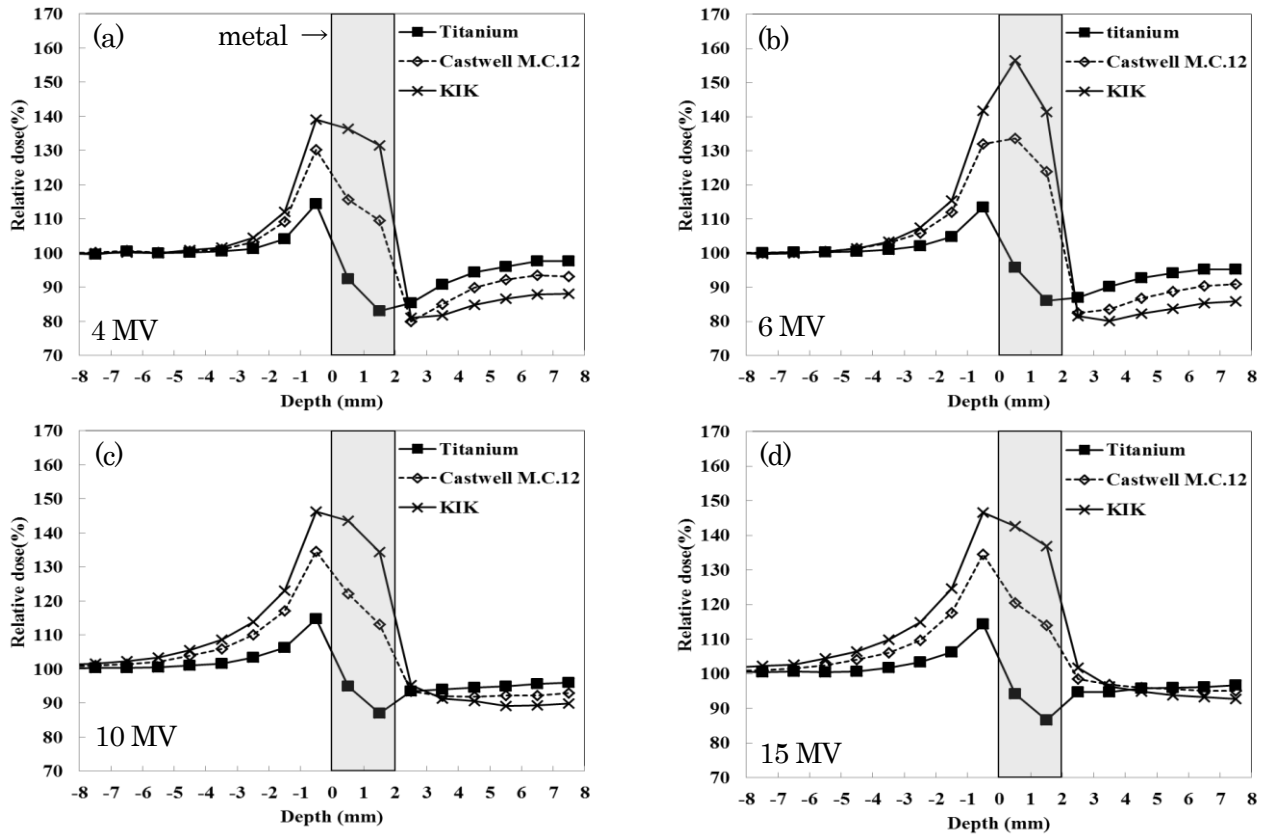 (a)
metal →
Titanium
Castwell M.C.12
KIK
170
160
150
140
130
120
110
100
90
80
70
Relative dose(%)
4 MV
-8 -7 -6 -5 -4 -3 -2 -1 0 1 2 3 4 5 6 7 8
Depth (mm)
(b)
titanium
Castwell M.C.12
KIK
170
160
150
140
130
120
110
100
90
80
70
Relative dose(%)
6 MV
-8 -7 -6 -5 -4 -3 -2 -1 0 1 2 3 4 5 6 7 8
Depth (mm)
(c)
Titanium
Castwell M.C.12
KIK
170
160
150
140
130
120
110
100
90
80
70
Relative dose(%)
10 MV
-8 -7 -6 -5 -4 -3 -2 -1 0 1 2 3 4 5 6 7 8
Depth (mm)
(d)
Titanium
Castwell M.C.12
KIK
170
160
150
140
130
120
110
100
90
80
70
Relative dose(%)
15 MV
-8 -7 -6 -5 -4 -3 -2 -1 0 1 2 3 4 5 6 7 8
Depth (mm)